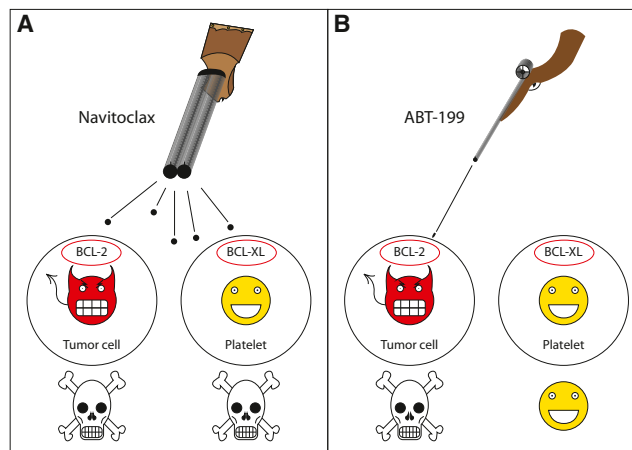 A
Navitoclax
BCL-2
BCL-XL
Tumor cell
Platelet
B
ABT-199
BCL-2
BCL-XL
Tumor cell
Platelet